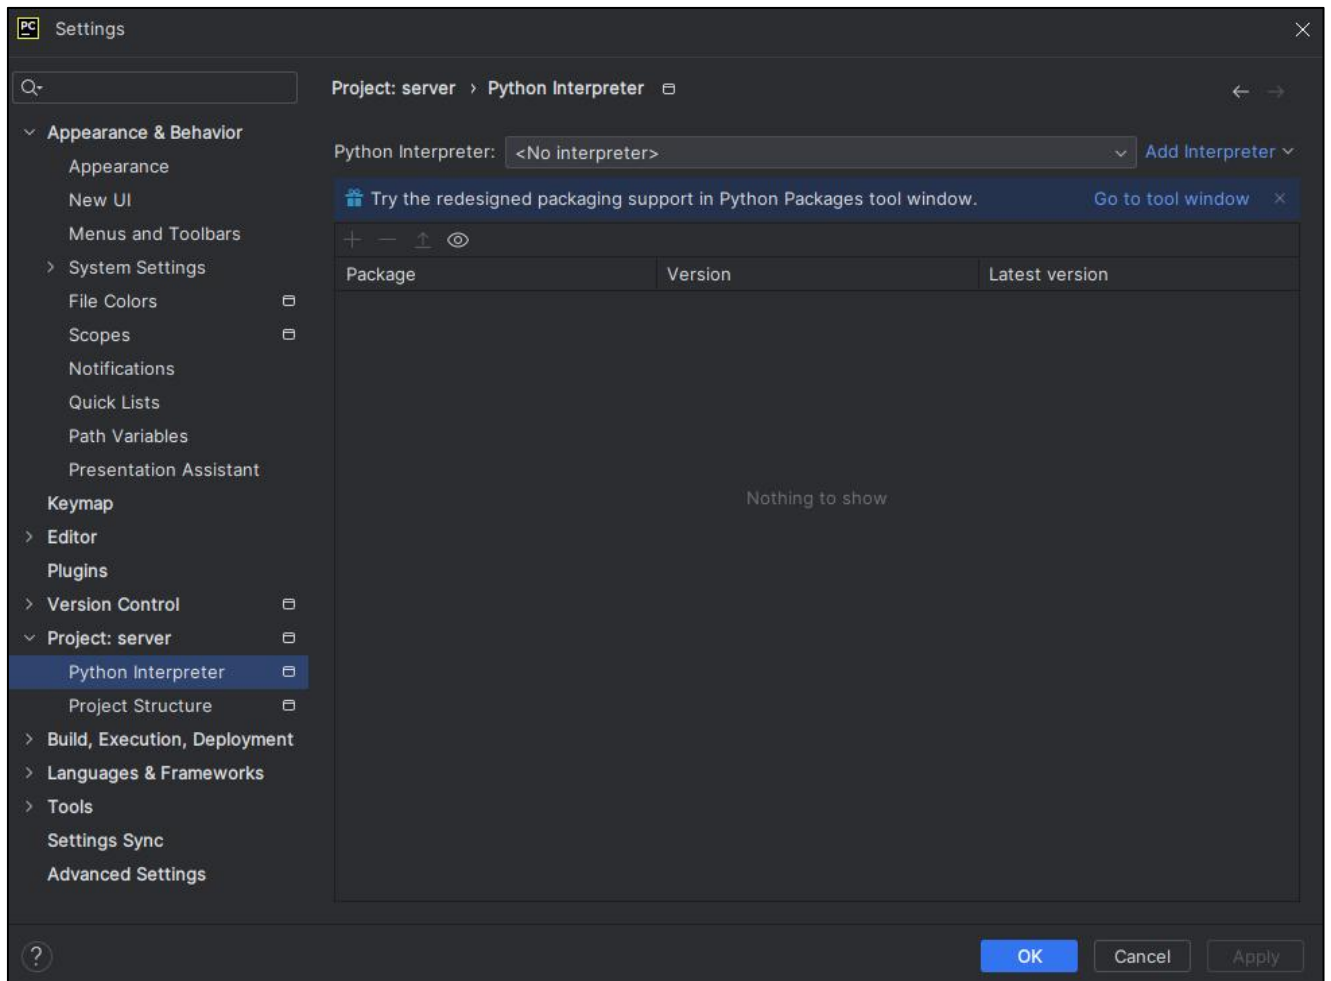 PC Settings
Appearance & Behavior
Appearance
New UI
Menus and Toolbars
System Settings
File Colors
Scopes
Notifications
Quick Lists
Path Variables
Presentation Assistant
Keymap
Editor
Plugins
Version Control
Project: server
Python Interpreter
Project Structure
Build, Execution, Deployment
Languages & Frameworks
Tools
Settings Sync
Advanced Settings
Project: server › Python Interpreter
Python Interpreter: <No interpreter> Add Interpreter
Try the redesigned packaging support in Python Packages tool window. Go to tool window
Package Version Latest version
Nothing to show
? OK Cancel Apply